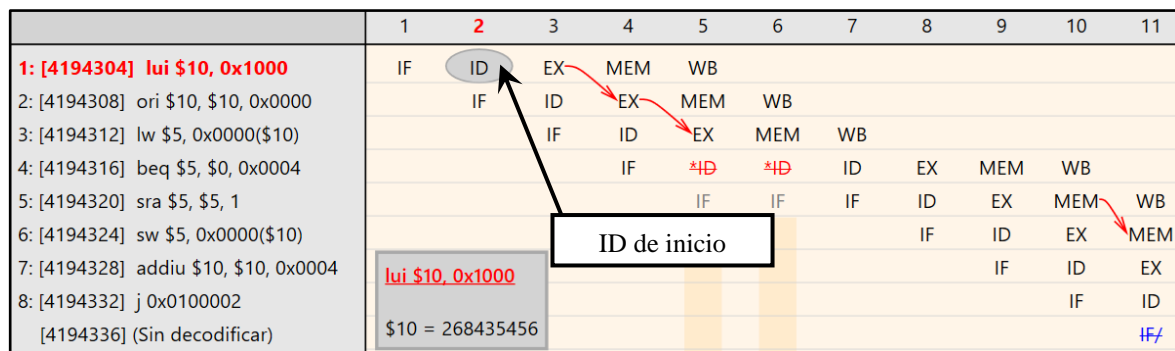 1 2 3 4 5 6 7 8 9 10 11
1: [4194304] lui $10, 0x1000 IF ID EX MEM WB
2: [4194308] ori $10, $10, 0x0000 IF ID EX MEM WB
3: [4194312] lw $5, 0x0000($10) IF ID EX MEM WB
4: [4194316] beq $5, $0, 0x0004 IF *ID *ID ID EX MEM WB
5: [4194320] sra $5, $5, 1 IF IF IF ID EX MEM WB
6: [4194324] sw $5, 0x0000($10) IF ID EX MEM
ID de inicio
7: [4194328] addiu $10, $10, 0x0004 IF ID EX
lui $10, 0x1000
8: [4194332] j 0x0100002 IF ID
[4194336] (Sin decodificar) IF/
$10 = 268435456